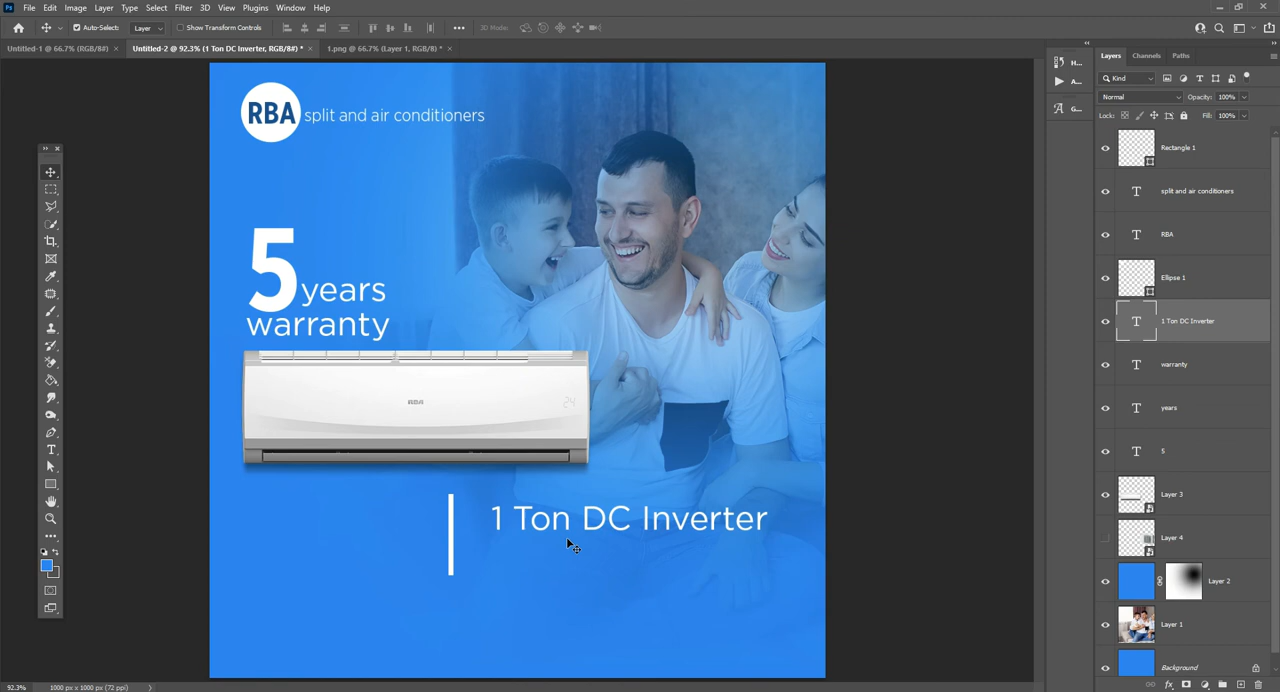 File Edit Image Layer Type Select Filter 3D View Plugins Window Help
Auto-Select: Layer Show Transform Controls 3D Mode:
Untitled-1 @ 66.7% (RGB/8#) × Untitled-2 @ 92.3% (1 Ton DC Inverter, RGB/8#) * × 1.png @ 66.7% (Layer 1, RGB/8) * ×
RBA split and air conditioners
5 years
warranty
RBA
24
1 Ton DC Inverter
H...
A...
G...
Layers Channels Paths
Kind
Normal Opacity: 100%
Lock: Fill: 100%
Rectangle 1
split and air conditioners
RBA
Ellipse 1
1 Ton DC Inverter
warranty
years
5
Layer 3
Layer 4
Layer 2
Layer 1
Background
92.3% 1000 px x 1000 px (72 ppi)